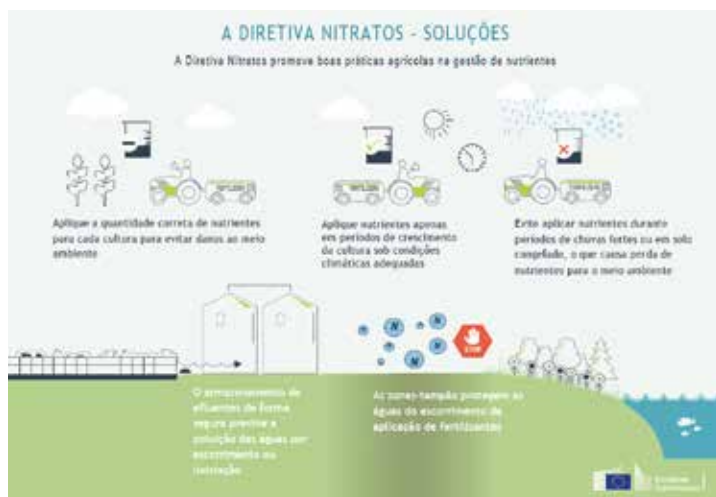 A DIRETIVA NITRATOS - SOLUÇÕES
A Diretiva Nitratos promove boas práticas agrícolas na gestão de nutrientes
Aplique a quantidade correta de nutrientes
para cada cultura para evitar danos ao meio
ambiente
Aplique nutrientes apenas
em períodos de crescimento
da cultura sob condições
climáticas adequadas
Evite aplicar nutrientes durante
períodos de chuvas fortes ou em solo
congelado, o que causa perda de
nutrientes para o meio ambiente
N
N
N
N
STOP
O armazenamento de
efluentes de forma
segura previne a
poluição das águas por
escorrimento ou
As zonas-tampão protegem as
águas do escorrimento da
aplicação de fertilizantes
European
Commission